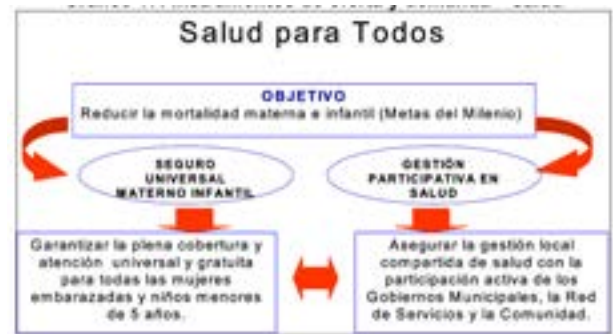 Salud para Todos
OBJETIVO
Reducir la mortalidad materna e infantil (Metas del Milenio)
SEGURO
UNIVERSAL
MATERNO INFANTIL
GESTIÓN
PARTICIPATIVA EN
SALUD
Garantizar la plena cobertura y
atención universal y gratuita
para todas las mujeres
embarazadas y niños menores
de 5 años.
Asegurar la gestión local
compartida de salud con la
participación activa de los
Gobiernos Municipales, la Red
de Servicios y la Comunidad.